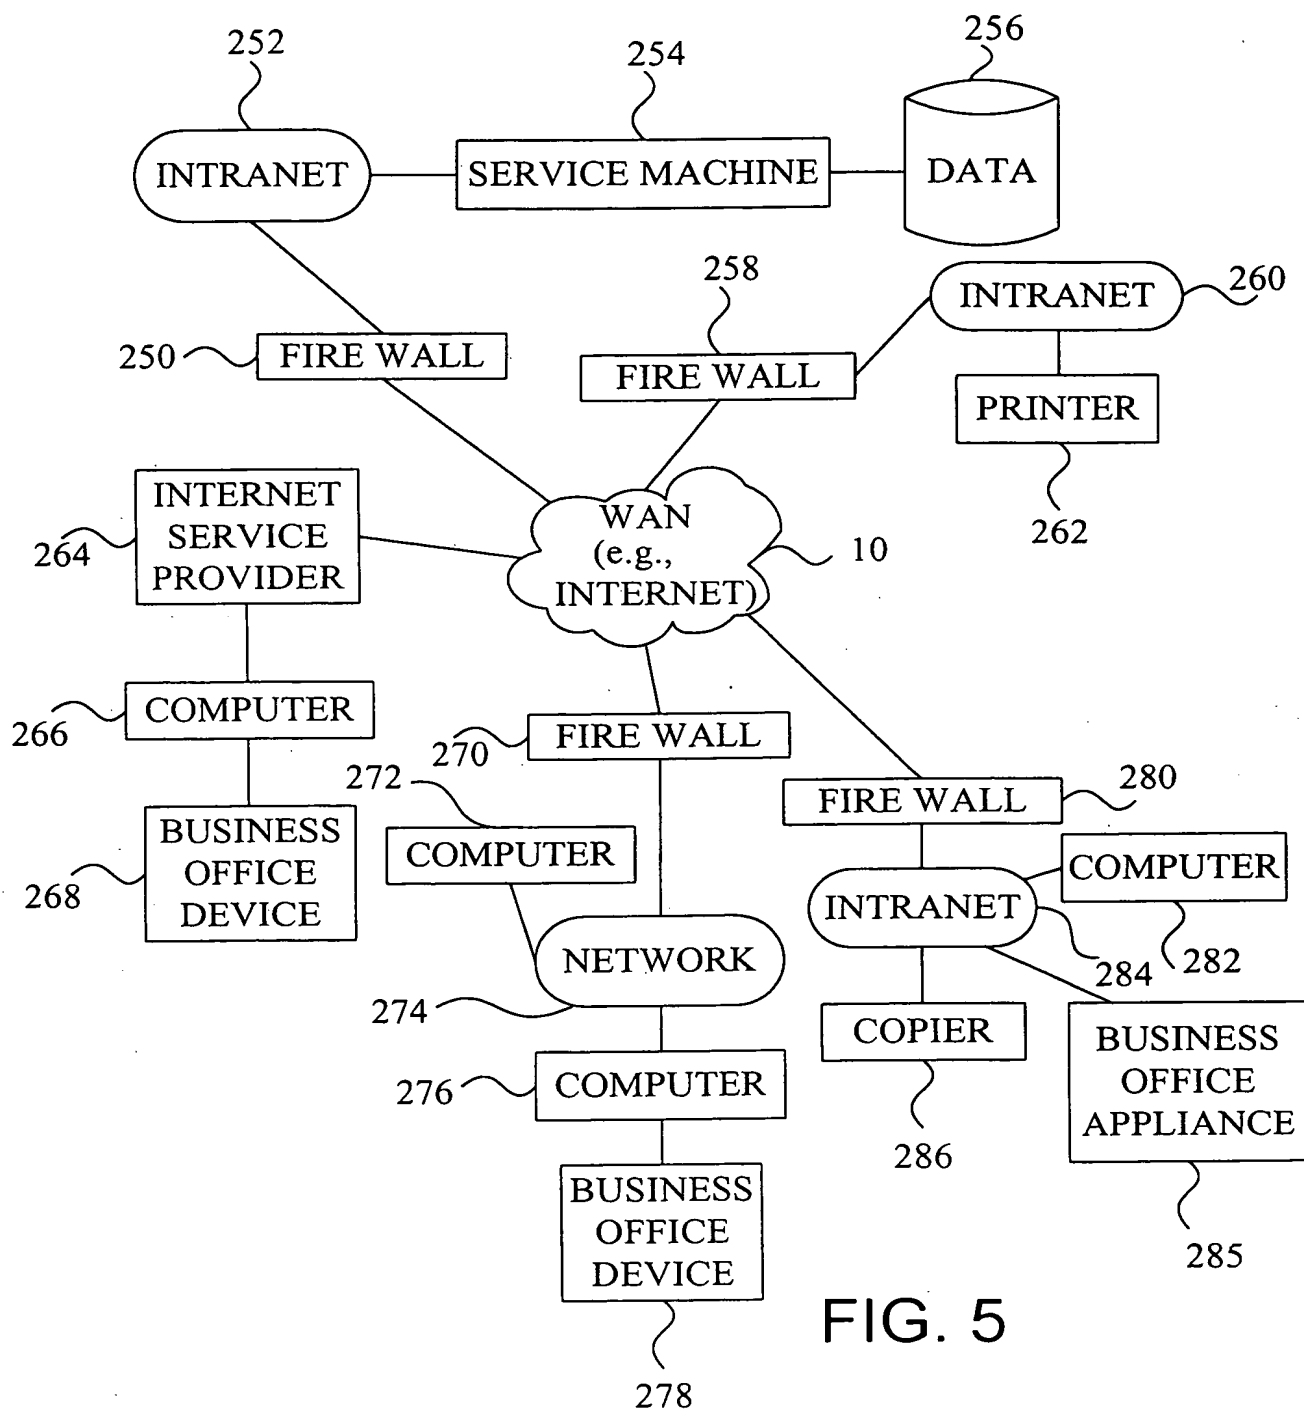 252
254
256
INTRANET
SERVICE MACHINE
DATA
258
INTRANET
260
250
FIRE WALL
FIRE WALL
PRINTER
INTERNET
SERVICE
PROVIDER
264
WAN
(e.g.,
INTERNET)
10
262
266
COMPUTER
270
FIRE WALL
272
FIRE WALL
280
BUSINESS
OFFICE
DEVICE
268
COMPUTER
COMPUTER
INTRANET
284
282
NETWORK
274
COPIER
BUSINESS
OFFICE
APPLIANCE
276
COMPUTER
286
BUSINESS
OFFICE
DEVICE
285
FIG. 5
278